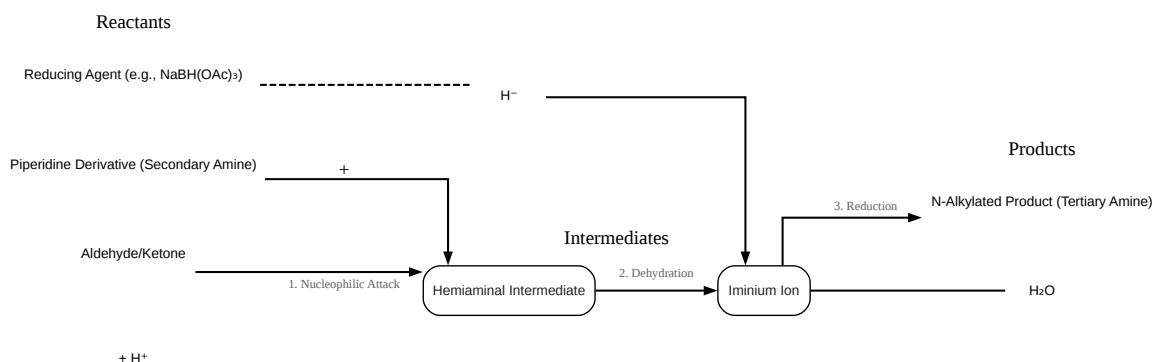 Reactants
Reducing Agent (e.g., NaBH(OAc)₃)
H⁻
Piperidine Derivative (Secondary Amine)
+
Products
3. Reduction
N-Alkylated Product (Tertiary Amine)
Aldehyde/Ketone
Intermediates
1. Nucleophilic Attack
2. Dehydration
Hemiaminal Intermediate
Iminium Ion
H₂O
+ H⁺